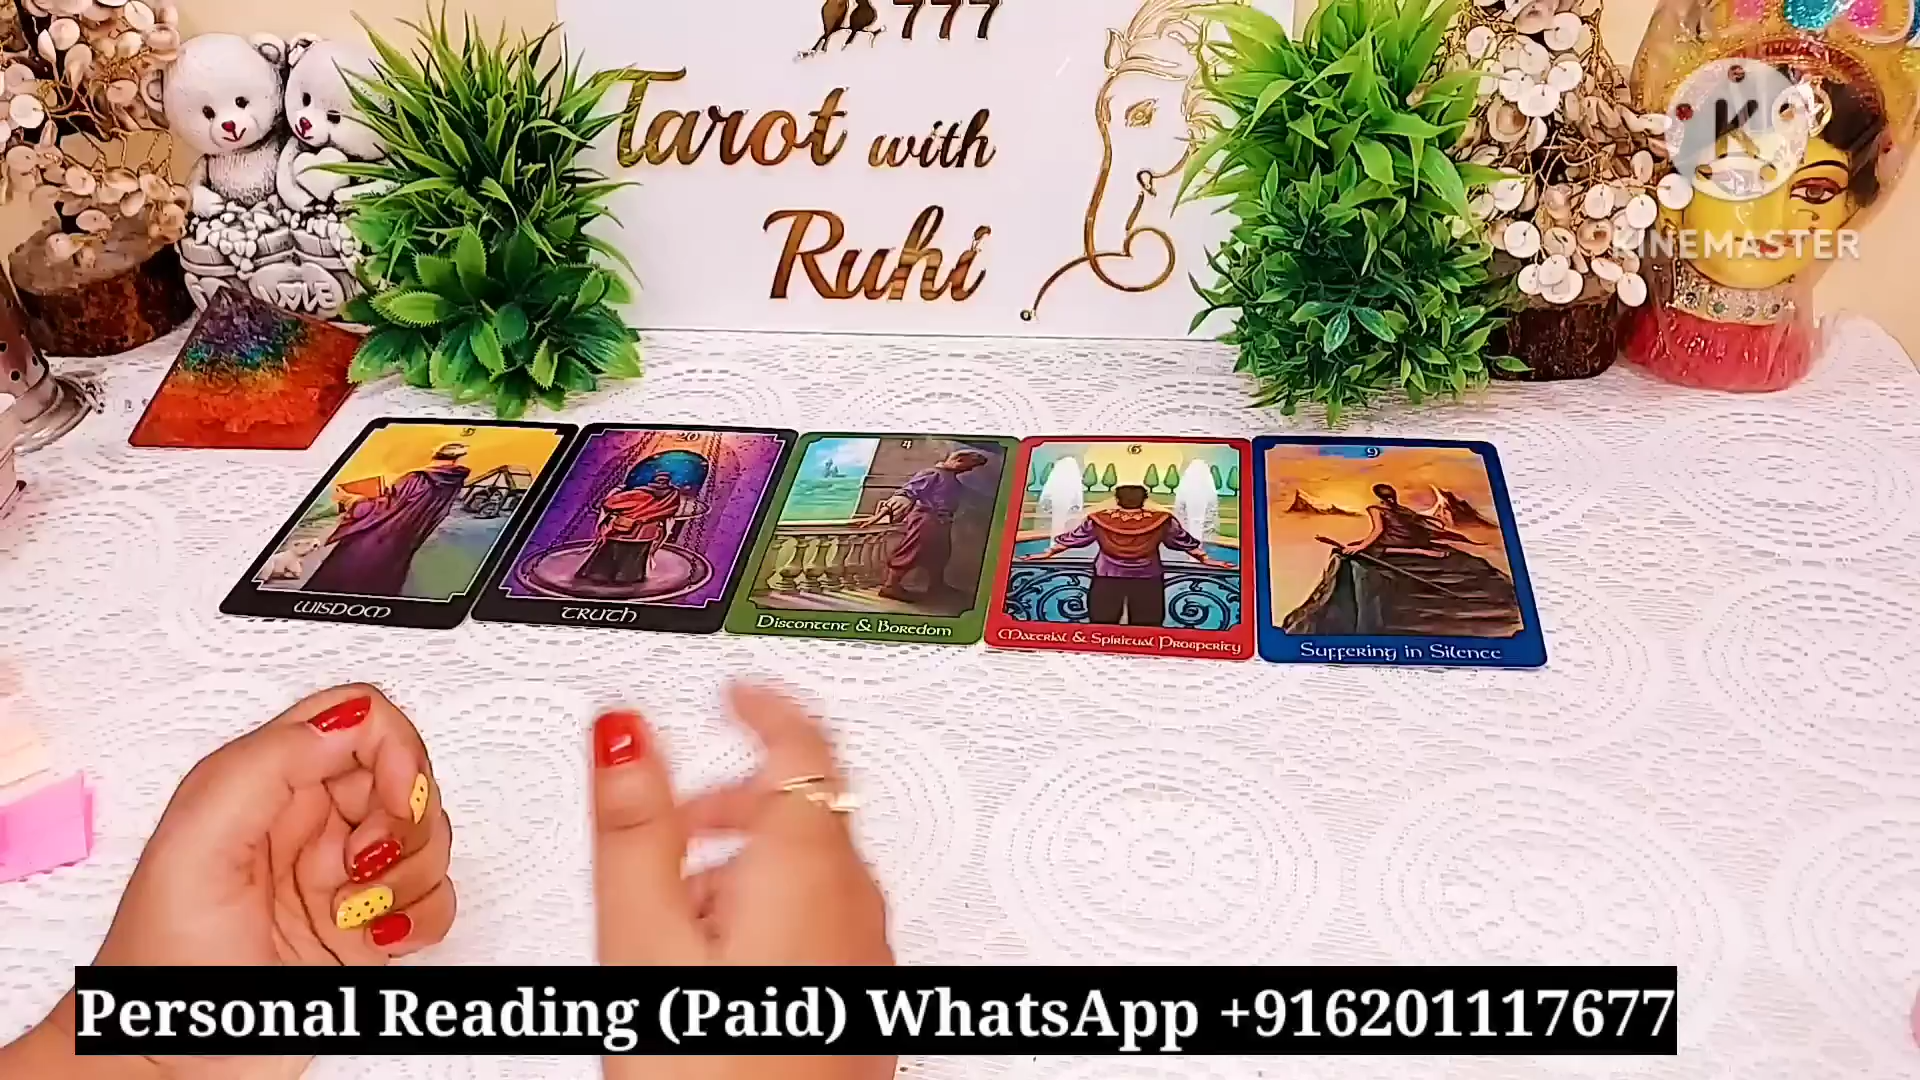 777
Tarot with
Ruhi
K
KINEMASTER
5
20
4
6
9
WISDOM
TRUTH
Discontent & Boredom
Material & Spiritual Prosperity
Suffering in Silence
Personal Reading (Paid) WhatsApp +916201117677